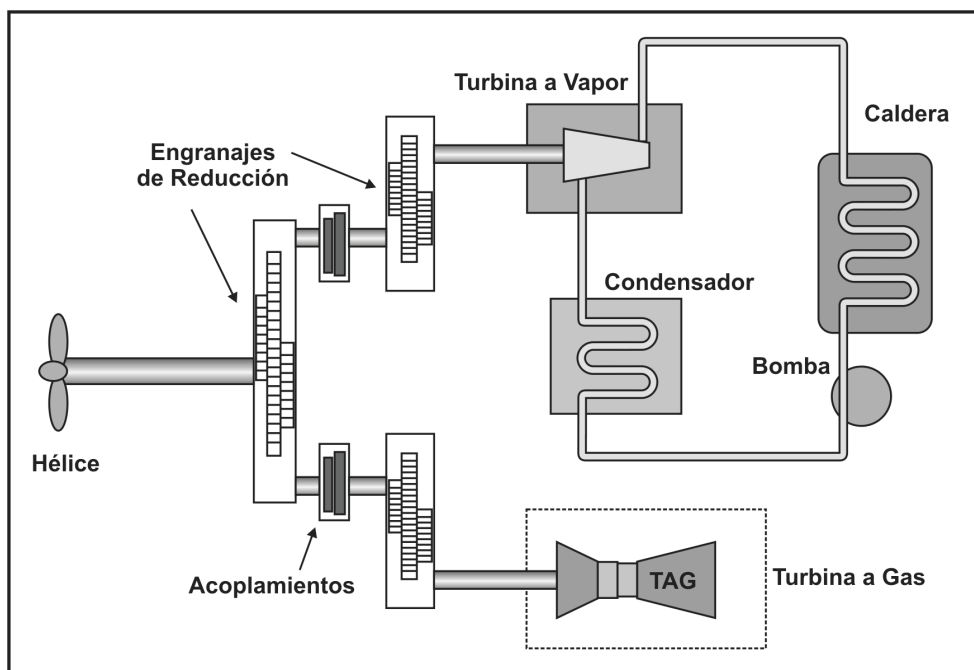 Turbina a Vapor
Caldera
Engranajes
de Reducción
Condensador
Bomba
Hélice
Acoplamientos
TAG
Turbina a Gas